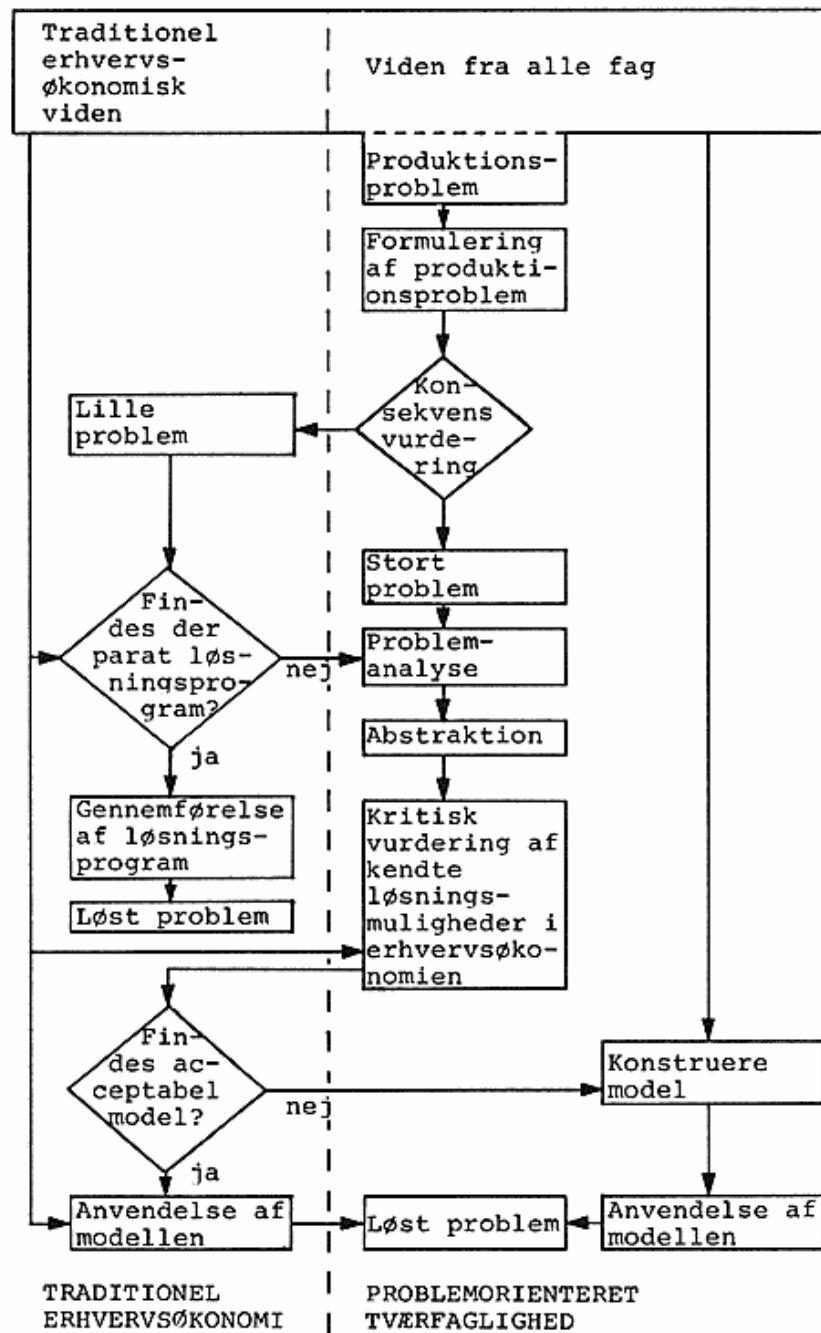 Traditionel
erhvervs-
økonomisk
viden
Viden fra alle fag
Produktions-
problem
Formulering
af produkti-
onsproblem
Kon-
sekvens
vurde-
ring
Lille
problem
Stort
problem
Fin-
des der
parat løs-
ningspro-
gram?
nej
ja
Problem-
analyse
Abstraktion
Gennemførelse
af løsnings-
program
Løst problem
Kritisk
vurdering af
kendte
løsnings-
muligheder i
erhvervsøko-
nomien
Fin-
des ac-
ceptabel
model?
nej
ja
Konstruere
model
Anvendelse af
modellen
Løst problem
Anvendelse af
modellen
TRADITIONEL
ERHVERVSØKONOMI
PROBLEMORIENTERET
TVÆRFAGLIGHED